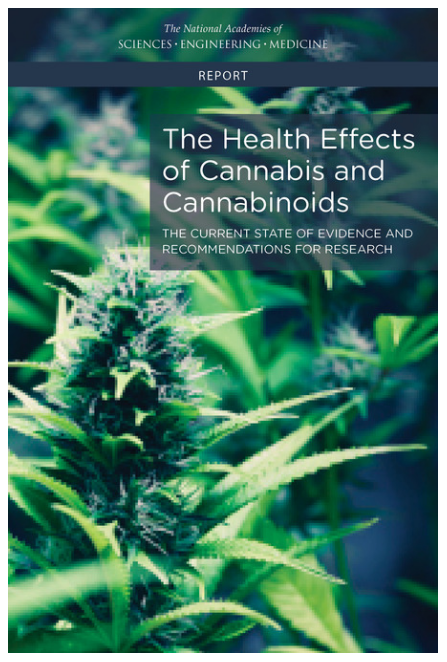 The National Academies of
SCIENCES • ENGINEERING • MEDICINE
REPORT
The Health Effects
of Cannabis and
Cannabinoids
THE CURRENT STATE OF EVIDENCE AND
RECOMMENDATIONS FOR RESEARCH